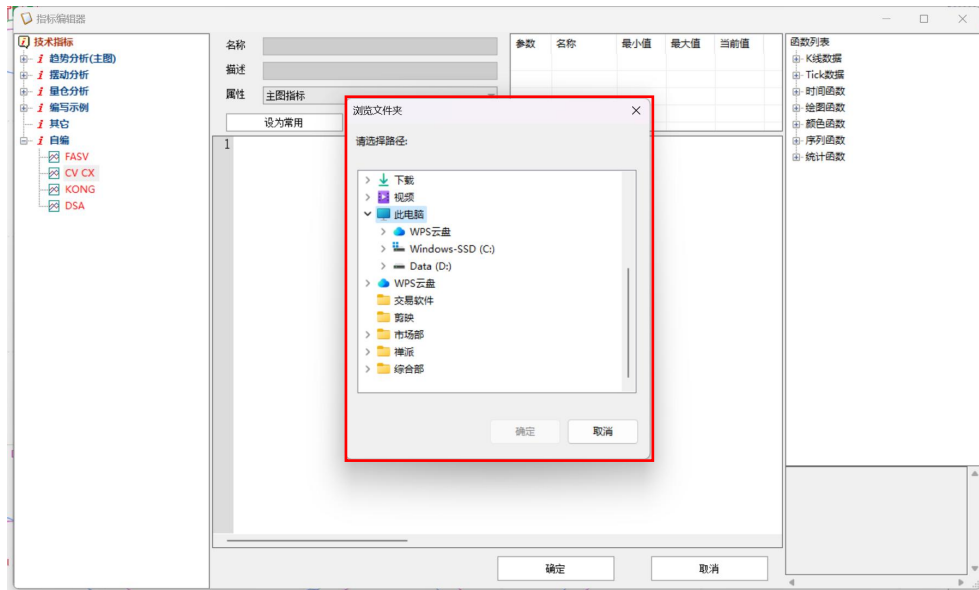 指标编辑器
技术指标
趋势分析(主图)
摆动分析
量仓分析
编写示例
其它
自编
FASV
CV CX
KONG
DSA
名称
描述
属性 主图指标
设为常用
参数 名称 最小值 最大值 当前值
1
浏览文件夹
请选择路径:
下载
视频
此电脑
WPS云盘
Windows-SSD (C:)
Data (D:)
WPS云盘
交易软件
剪映
市场部
禅派
综合部
确定 取消
确定 取消
函数列表
K线数据
Tick数据
时间函数
绘图函数
颜色函数
序列函数
统计函数